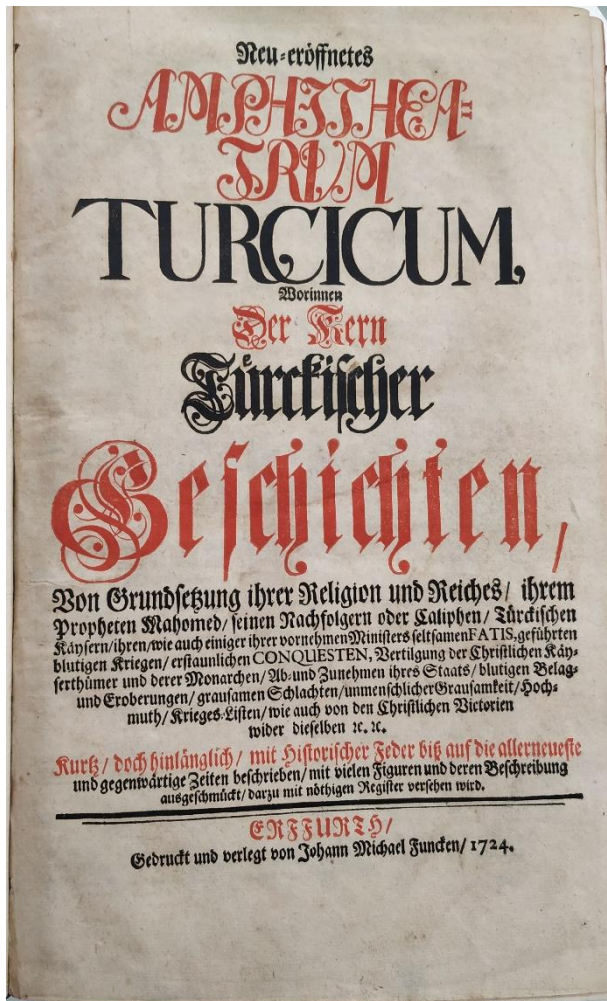 Neu-eröffnetes
AMPHITHEA-
TRUM
TURCICUM,
Worinnen
Der Kern
Türckischer
Geschichten,
Von Grundsetzung ihrer Religion und Reiches/ ihrem
Propheten Mahomed/ seinen Nachfolgern oder Caliphen/ Türckischen
Käysern/ ihren/ wie auch einiger ihrer vornehmen Ministers seltsamen FATIS, geführten
blutigen Kriegen/ erstaunlichen CONQUESTEN, Vertilgung der Christlichen Käy-
serthümer und derer Monarchen/ Ab- und Zunehmen ihres Staats/ blutigen Belag-
und Eroberungen/ grausamen Schlachten/ unmenschlicher Grausamkeit/ Hoch-
muth/ Krieges-Listen/ wie auch von den Christlichen Victorien
wider dieselben ꝛc. ꝛc.
Kurtz/ doch hinlänglich/ mit Historischer Feder biß auf die allerneueste
und gegenwärtige Zeiten beschrieben/ mit vielen Figuren und deren Beschreibung
ausgeschmückt/ darzu mit nöthigen Register versehen wird.
ERFFURTH/
Gedruckt und verlegt von Johann Michael Funcken/ 1724.